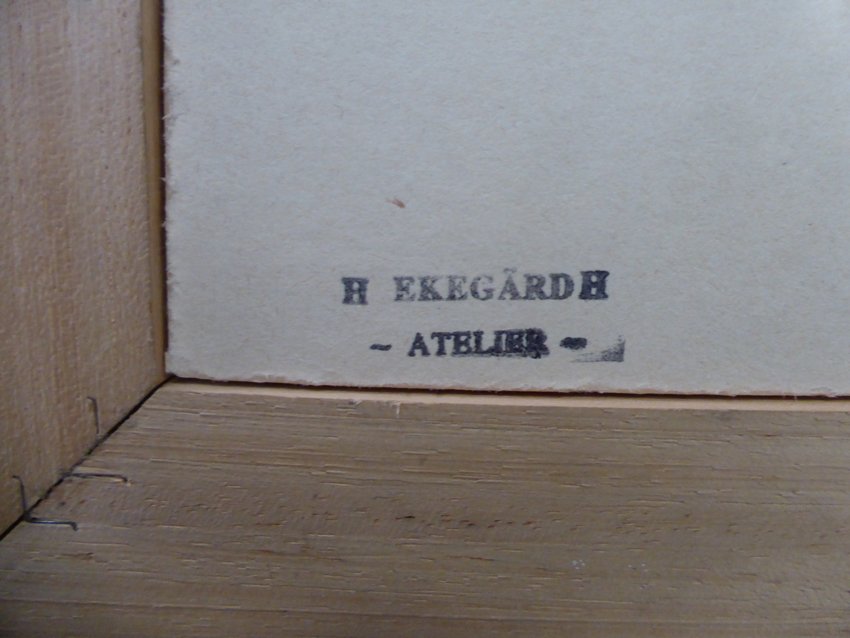 H EKEGÅRDH
~ ATELIER ~